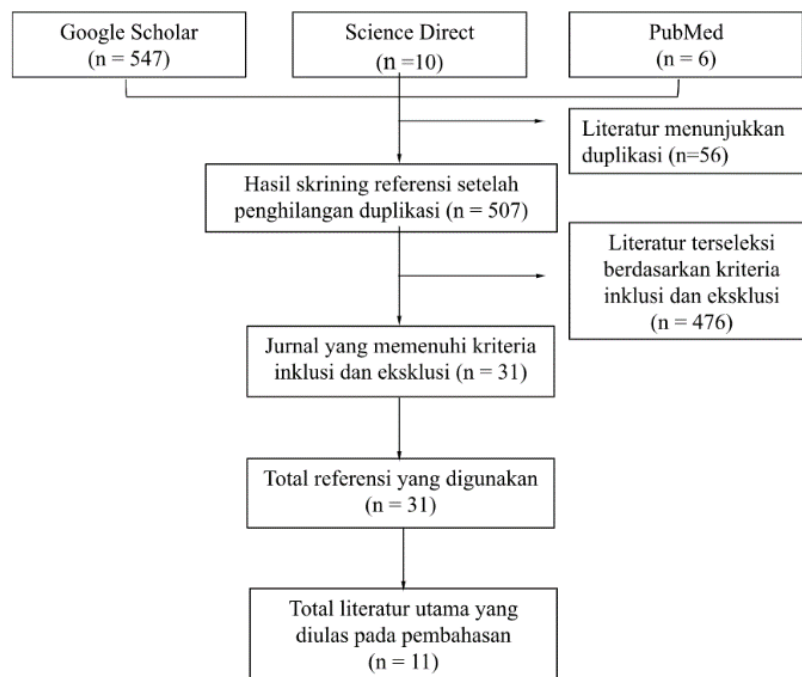 Google Scholar
(n = 547)
Science Direct
(n =10)
PubMed
(n = 6)
Literatur menunjukkan
duplikasi (n=56)
Hasil skrining referensi setelah
penghilangan duplikasi (n = 507)
Literatur terseleksi
berdasarkan kriteria
inklusi dan eksklusi
(n = 476)
Jurnal yang memenuhi kriteria
inklusi dan eksklusi (n = 31)
Total referensi yang digunakan
(n = 31)
Total literatur utama yang
diulas pada pembahasan
(n = 11)